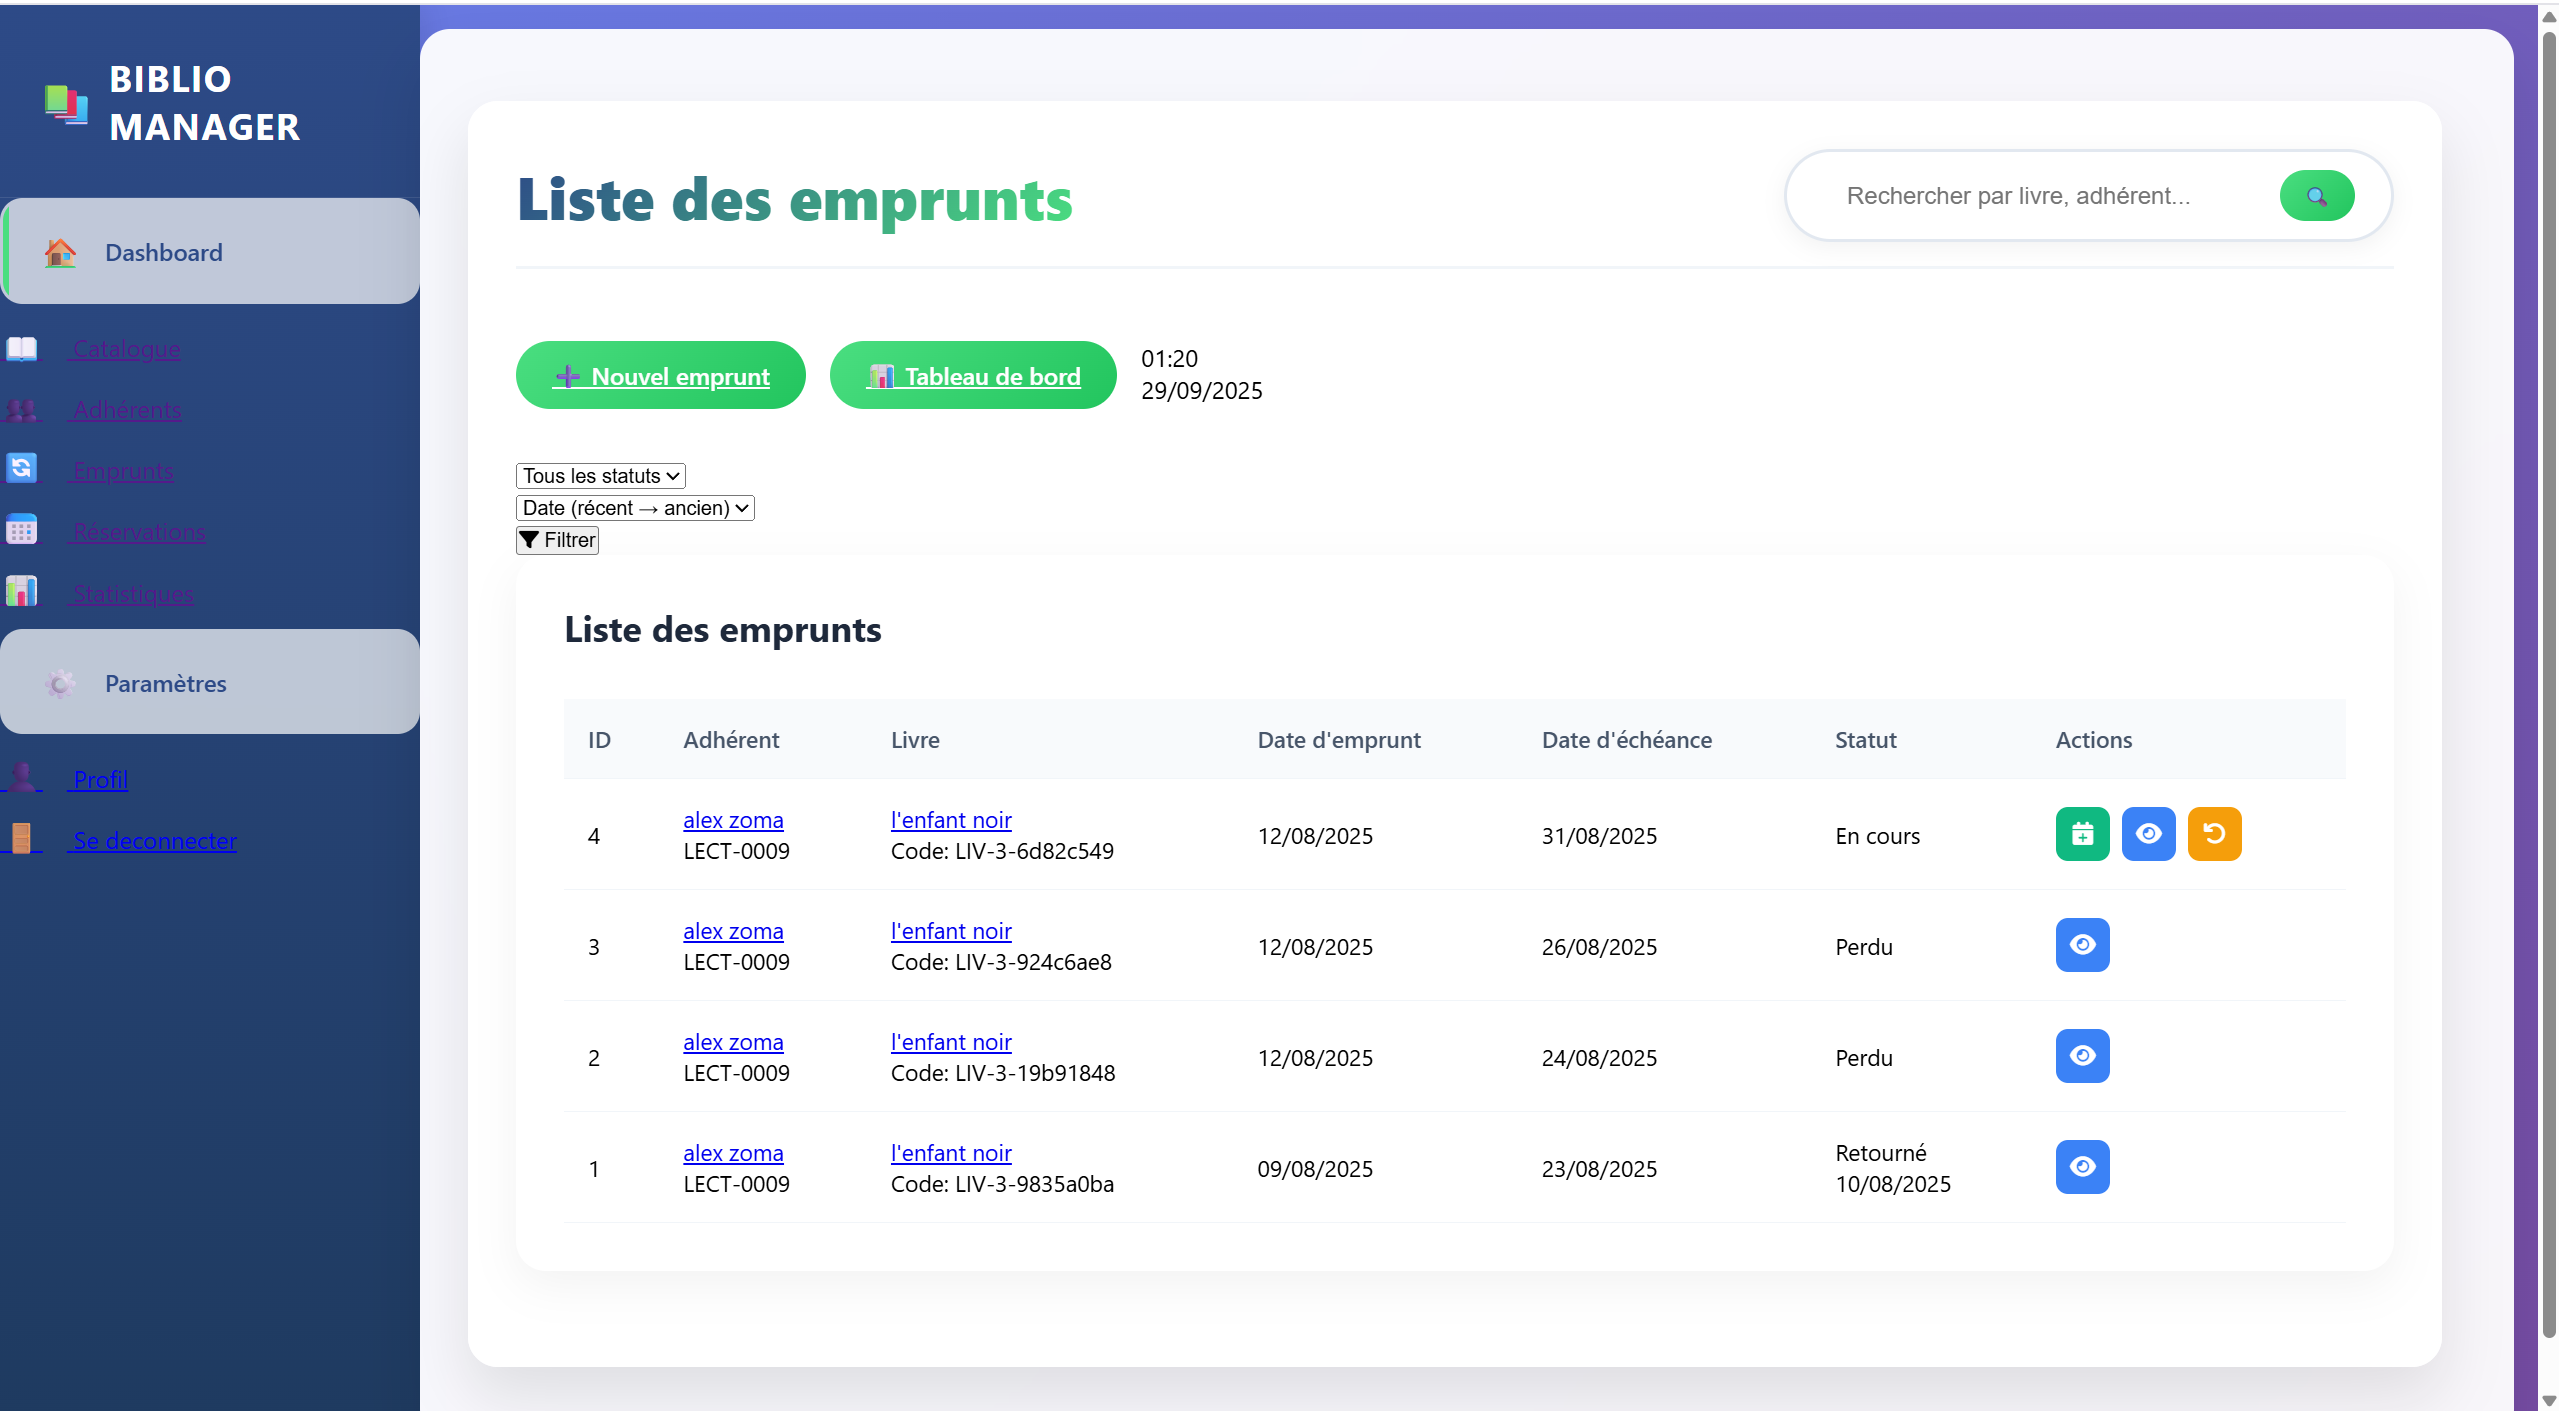 BIBLIO
MANAGER
Dashboard
Catalogue
Adhérents
Emprunts
Réservations
Statistiques
Paramètres
Profil
Se deconnecter
Liste des emprunts
Rechercher par livre, adhérent...
Nouvel emprunt
Tableau de bord
01:20
29/09/2025
Tous les statuts
Date (récent → ancien)
Filtrer
Liste des emprunts
ID Adhérent Livre Date d'emprunt Date d'échéance Statut Actions
4 alex zoma LECT-0009 l'enfant noir Code: LIV-3-6d82c549 12/08/2025 31/08/2025 En cours
3 alex zoma LECT-0009 l'enfant noir Code: LIV-3-924c6ae8 12/08/2025 26/08/2025 Perdu
2 alex zoma LECT-0009 l'enfant noir Code: LIV-3-19b91848 12/08/2025 24/08/2025 Perdu
1 alex zoma LECT-0009 l'enfant noir Code: LIV-3-9835a0ba 09/08/2025 23/08/2025 Retourné 10/08/2025